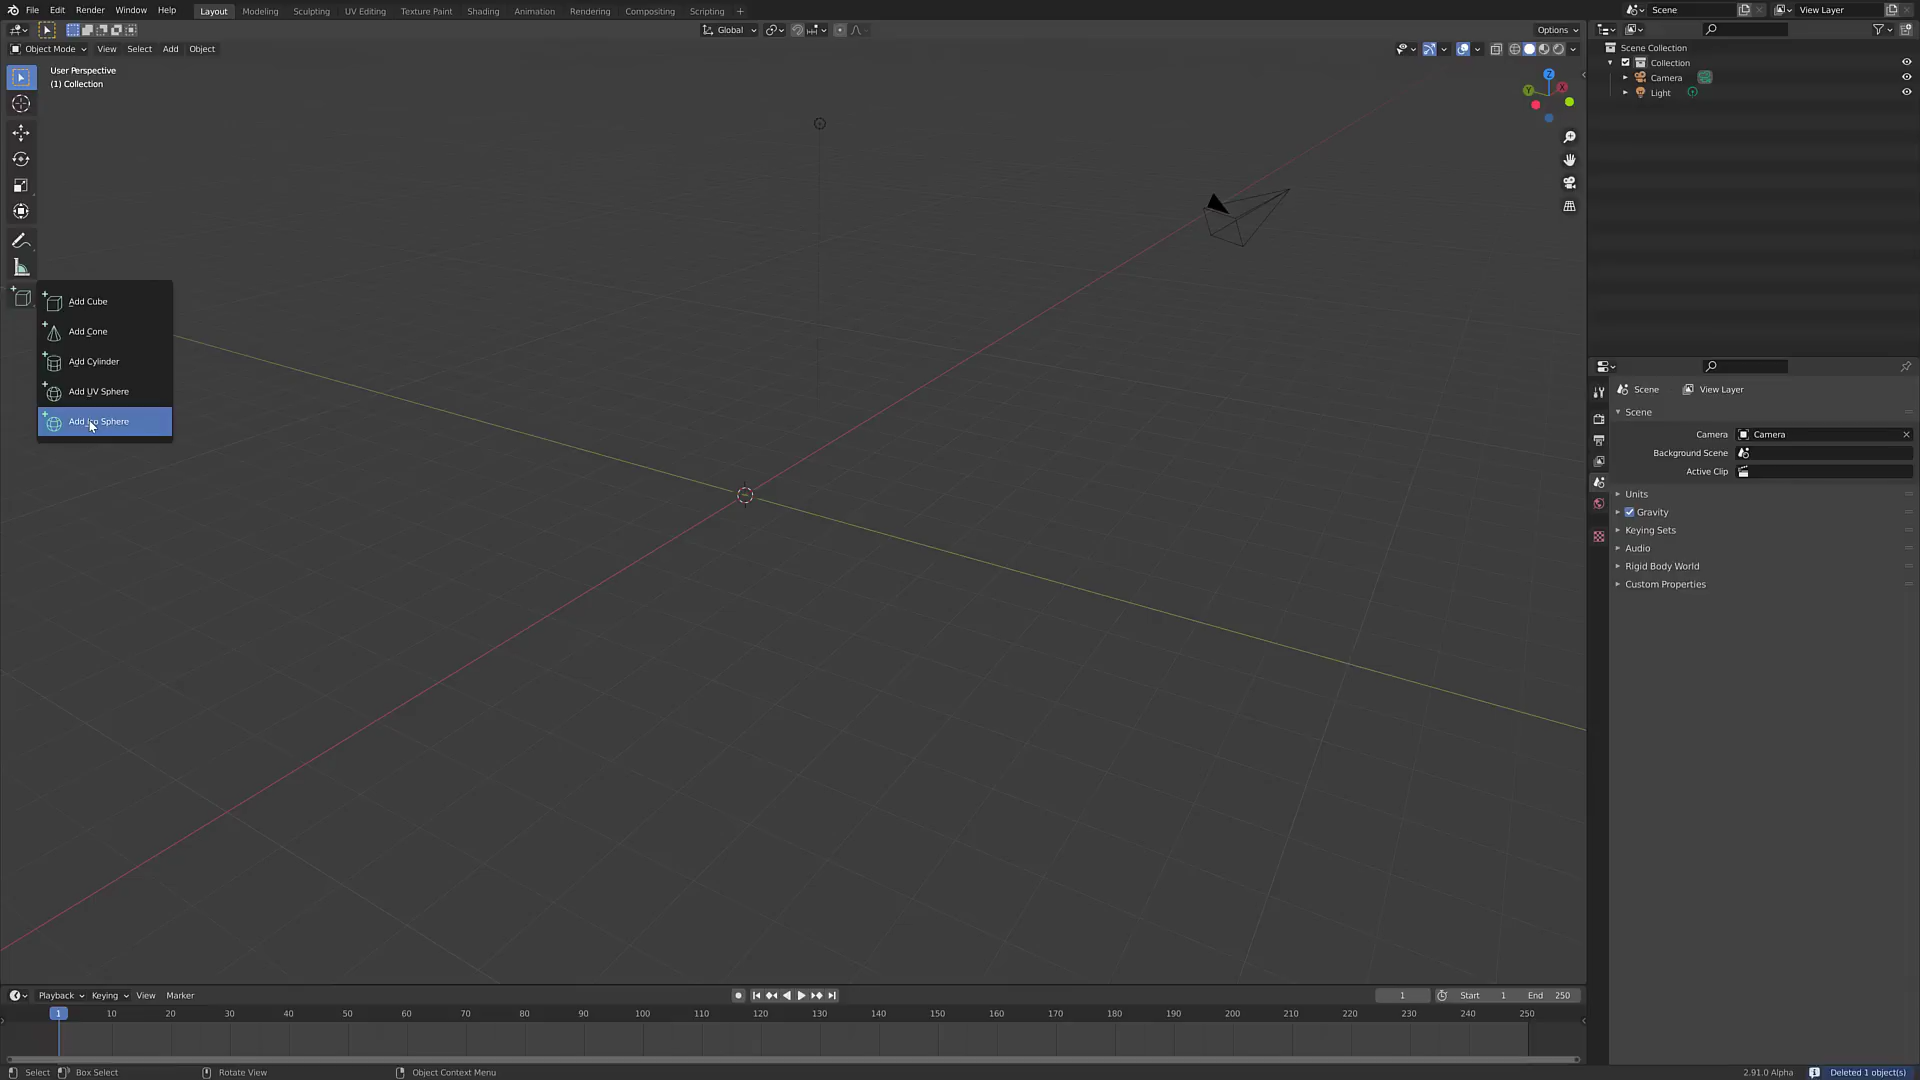 File Edit Render Window Help Layout Modeling Sculpting UV Editing Texture Paint Shading Animation Rendering Compositing Scripting + Scene View Layer
Global Options
Object Mode View Select Add Object
User Perspective
(1) Collection
Z
Y X
Scene Collection
Collection
Camera
Light
Add Cube
Add Cone
Add Cylinder
Add UV Sphere
Add Ico Sphere
Scene View Layer
Scene
Camera Camera
Background Scene
Active Clip
Units
Gravity
Keying Sets
Audio
Rigid Body World
Custom Properties
Playback Keying View Marker 1 Start 1 End 250
1 10 20 30 40 50 60 70 80 90 100 110 120 130 140 150 160 170 180 190 200 210 220 230 240 250
Select Box Select Rotate View Object Context Menu 2.91.0 Alpha Deleted 1 object(s)